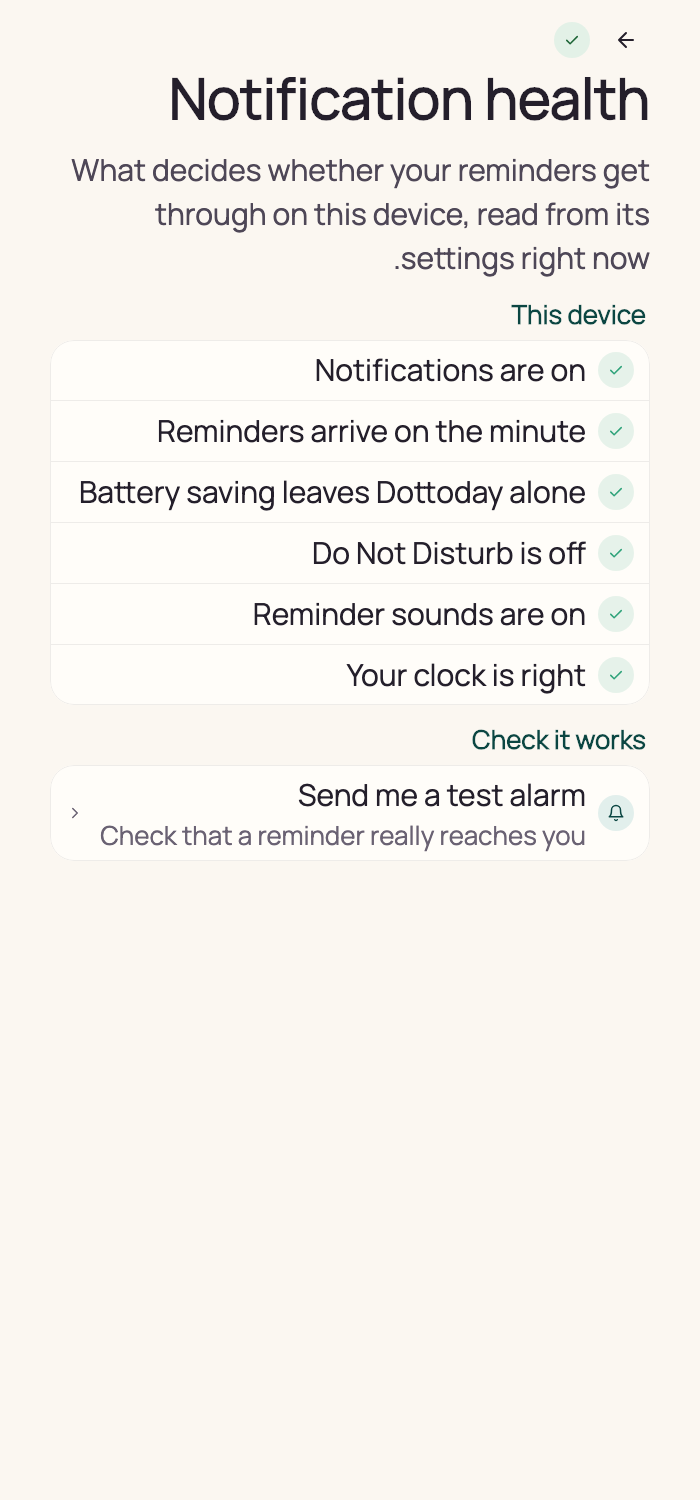 Notification health
What decides whether your reminders get
through on this device, read from its
.settings right now
This device
Notifications are on
Reminders arrive on the minute
Battery saving leaves Dottoday alone
Do Not Disturb is off
Reminder sounds are on
Your clock is right
Check it works
Send me a test alarm
Check that a reminder really reaches you